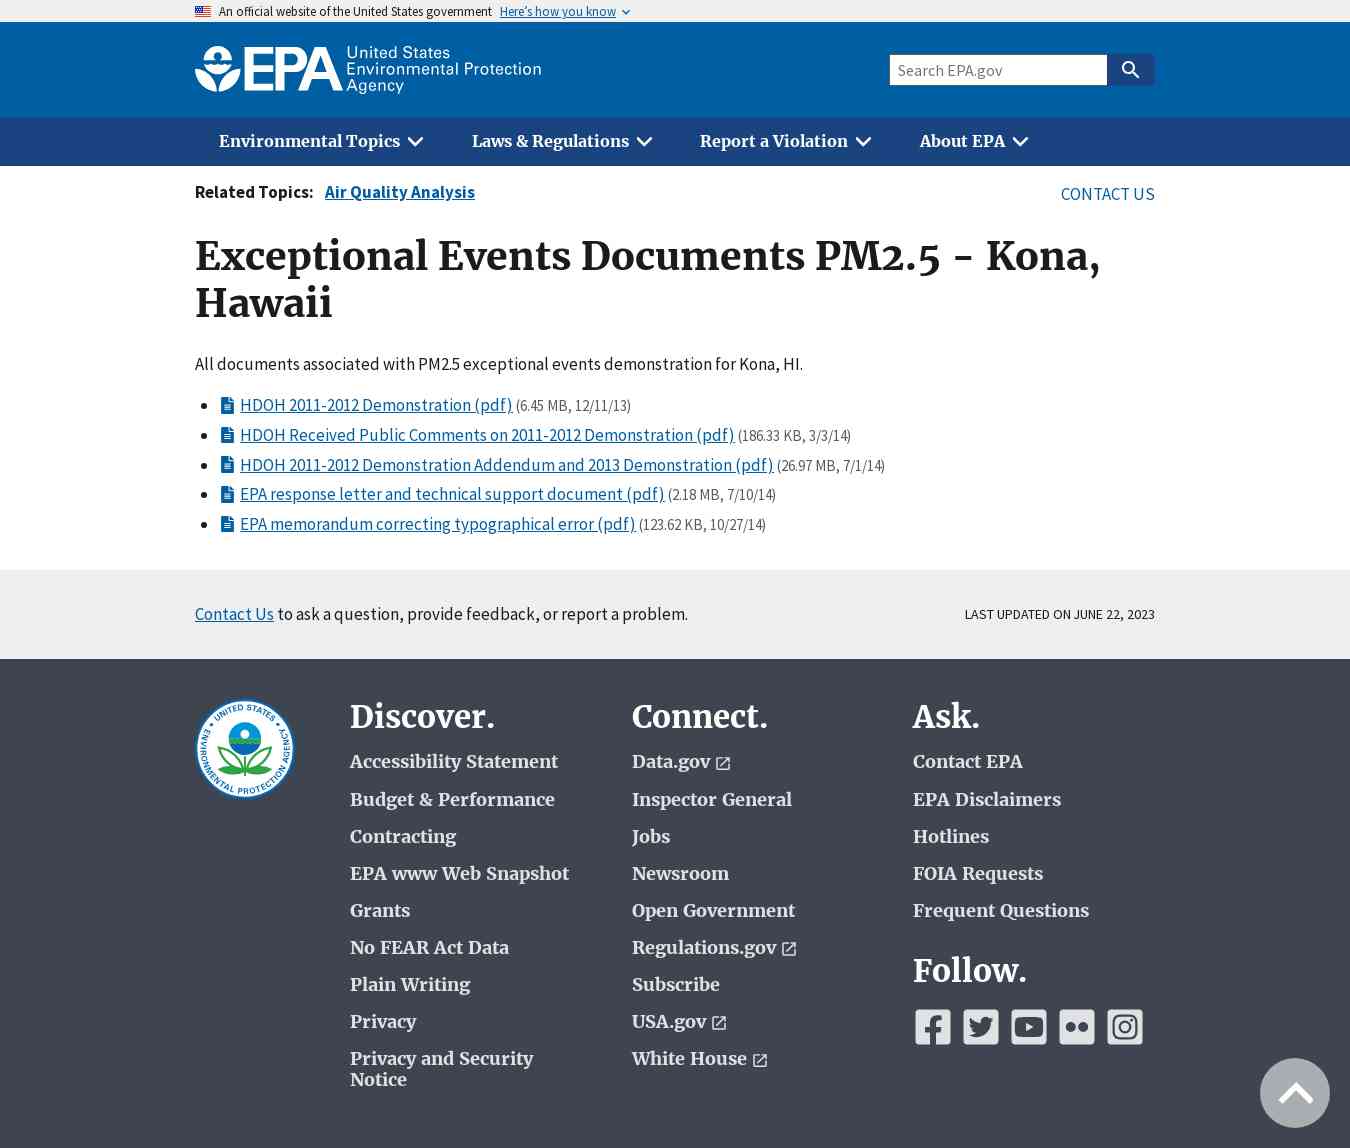 An official website of the United States government Here's how you know
EPA United States
Environmental Protection
Agency
Search EPA.gov
Environmental Topics Laws & Regulations Report a Violation About EPA
Related Topics: Air Quality Analysis
CONTACT US
Exceptional Events Documents PM2.5 - Kona,
Hawaii
All documents associated with PM2.5 exceptional events demonstration for Kona, HI.
HDOH 2011-2012 Demonstration (pdf) (6.45 MB, 12/11/13)
HDOH Received Public Comments on 2011-2012 Demonstration (pdf) (186.33 KB, 3/3/14)
HDOH 2011-2012 Demonstration Addendum and 2013 Demonstration (pdf) (26.97 MB, 7/1/14)
EPA response letter and technical support document (pdf) (2.18 MB, 7/10/14)
EPA memorandum correcting typographical error (pdf) (123.62 KB, 10/27/14)
Contact Us to ask a question, provide feedback, or report a problem.
LAST UPDATED ON JUNE 22, 2023
UNITED STATES
ENVIRONMENTAL PROTECTION AGENCY
Discover.
Accessibility Statement
Budget & Performance
Contracting
EPA www Web Snapshot
Grants
No FEAR Act Data
Plain Writing
Privacy
Privacy and Security
Notice
Connect.
Data.gov
Inspector General
Jobs
Newsroom
Open Government
Regulations.gov
Subscribe
USA.gov
White House
Ask.
Contact EPA
EPA Disclaimers
Hotlines
FOIA Requests
Frequent Questions
Follow.